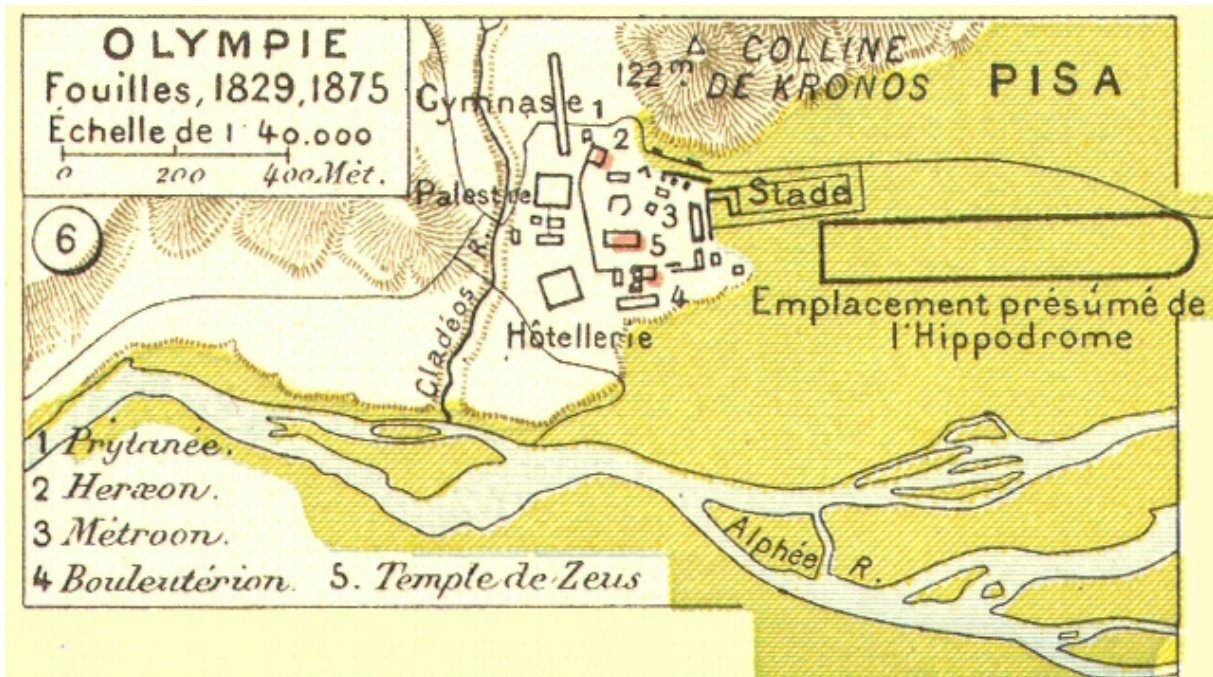 OLYMPIE
Fouilles, 1829, 1875
Échelle de 1 40.000
0 200 400 Mèt.
6
122 m
COLLINE
DE KRONOS
PISA
Gymnasie
1
2
Palestre
3
Stade
5
4
Hôtellerie
Cladéos R.
Emplacement présumé de
l'Hippodrome
Alphée R.
1 Prytanée.
2 Heræon.
3 Métroon.
4 Bouleutérion. 5. Temple de Zeus